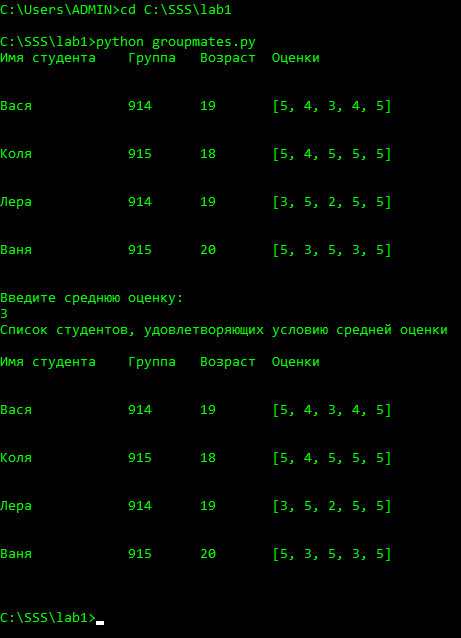 C:\Users\ADMIN>cd C:\SSS\lab1
C:\SSS\lab1>python groupmates.py
Имя студента    Группа   Возраст  Оценки
Вася            914      19       [5, 4, 3, 4, 5]
Коля            915      18       [5, 4, 5, 5, 5]
Лера            914      19       [3, 5, 2, 5, 5]
Ваня            915      20       [5, 3, 5, 3, 5]
Введите среднюю оценку:
3
Список студентов, удовлетворяющих условию средней оценки
Имя студента    Группа   Возраст  Оценки
Вася            914      19       [5, 4, 3, 4, 5]
Коля            915      18       [5, 4, 5, 5, 5]
Лера            914      19       [3, 5, 2, 5, 5]
Ваня            915      20       [5, 3, 5, 3, 5]
C:\SSS\lab1>